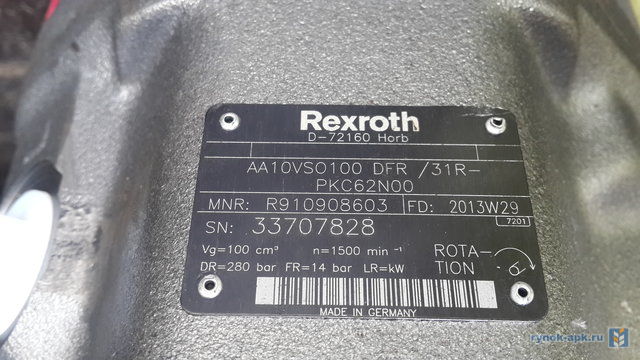 Rexroth
D-72160 Horb
AA10VSO100 DFR /31R-
PKC62N00
MNR: R910908603 FD: 2013W29
7201
SN: 33707828
Vg=100 cm³ n=1500 min⁻¹ ROTA-
DR=280 bar FR=14 bar LR=kW TION
MADE IN GERMANY
rynok-apk.ru